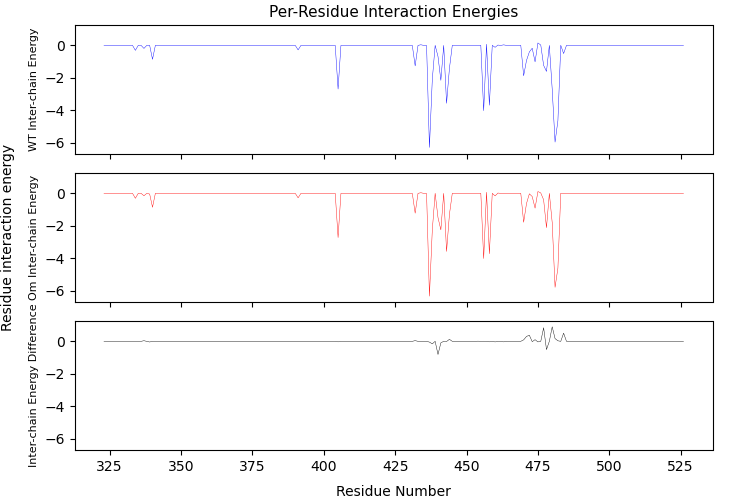 Per-Residue Interaction Energies
Residue interaction energy
WT Inter-chain Energy
0
−2
−4
−6
Om Inter-chain Energy
0
−2
−4
−6
Inter-chain Energy Difference
0
−2
−4
−6
325 350 375 400 425 450 475 500 525
Residue Number